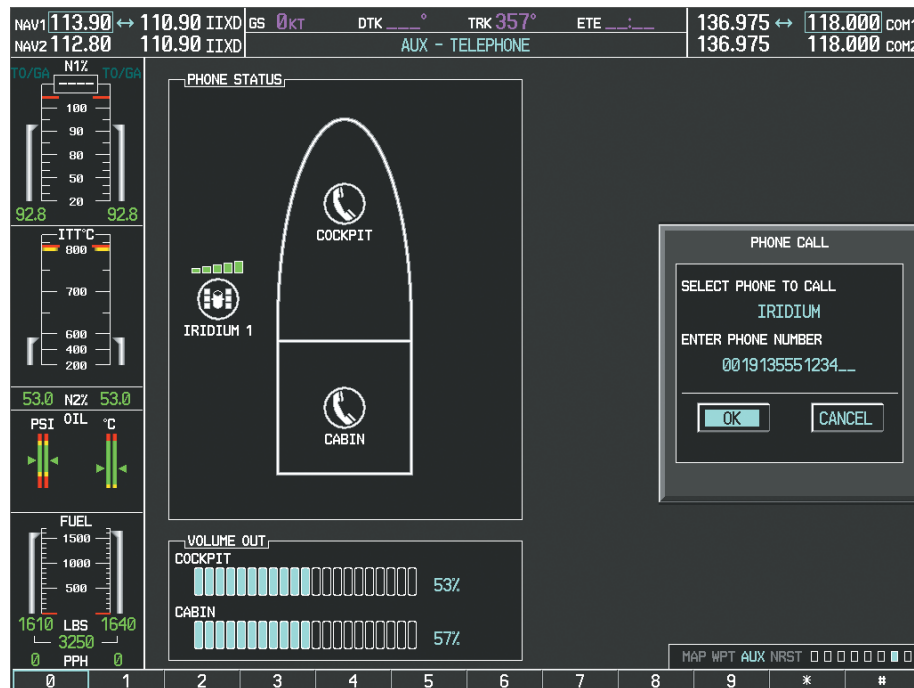 NAV1 113.90 ↔ 110.90 IIXD GS 0KT DTK ___° TRK 357° ETE __:__ 136.975 ↔ 118.000 COM1
NAV2 112.80 110.90 IIXD AUX - TELEPHONE 136.975 118.000 COM2
TO/GA N1% TO/GA
----
100
90
80
50
20
92.8 92.8
ITT°C
800
700
600
400
200
53.0 N2% 53.0
PSI OIL °C
FUEL
1500
1000
500
1610 LBS 1640
3250
0 PPH 0
PHONE STATUS
COCKPIT
IRIDIUM 1
CABIN
VOLUME OUT
COCKPIT
53%
CABIN
57%
PHONE CALL
SELECT PHONE TO CALL
IRIDIUM
ENTER PHONE NUMBER
0019135551234__
OK CANCEL
MAP WPT AUX NRST
0 1 2 3 4 5 6 7 8 9 * #